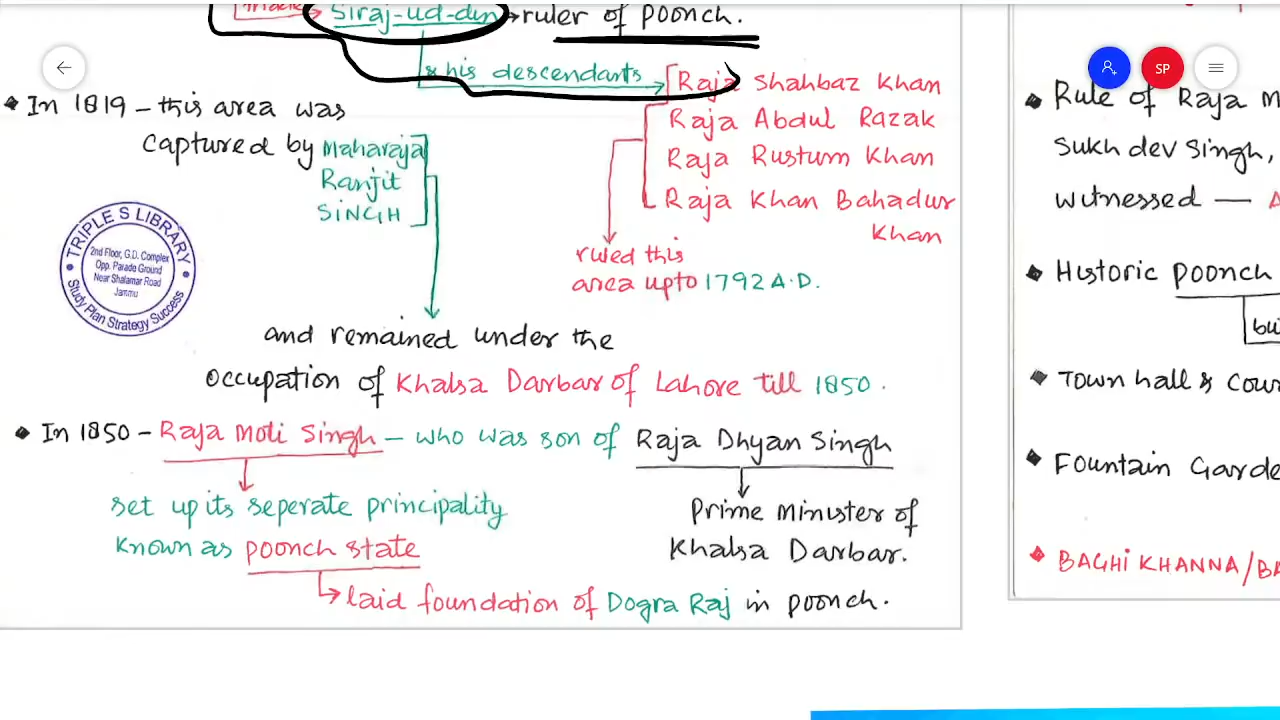 Siraj-ud-din → ruler of poonch.
& his descendants
Raja Shahbaz Khan
Raja Abdul Razak
Raja Rustum Khan
Raja Khan Bahadur
Khan
ruled this
area upto 1792 A.D.
In 1819 - this area was
captured by Maharaja
Ranjit
SINGH
TRIPLE S LIBRARY
2nd Floor, G.D. Complex
Opp. Parade Ground
Near Shalamar Road
Jammu
Study Plan Strategy Success
and remained under the
occupation of Khalsa Darbar of Lahore till 1850.
In 1850 - Raja Moti Singh - who was son of Raja Dhyan Singh
set up its seperate principality
known as poonch state
Prime Minister of
Khalsa Darbar.
laid foundation of Dogra Raj in poonch.
SP
Rule of Raja M
Sukh dev Singh,
witnessed — A
Historic poonch
bui
Town hall & Cour
Fountain Garde
BAGHI KHANNA/BA